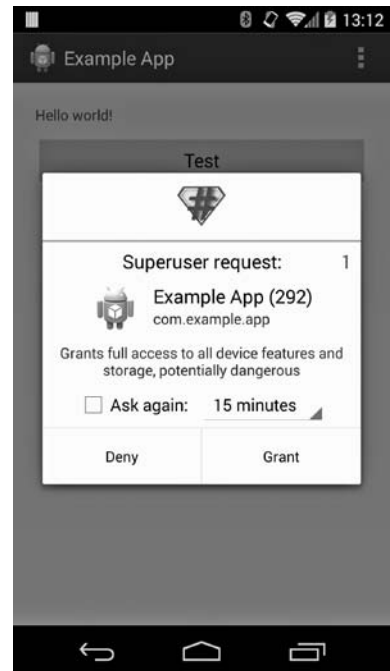 13:12
Example App
Hello world!
Test
#
Superuser request: 1
Example App (292)
com.example.app
Grants full access to all device features and
storage, potentially dangerous
Ask again: 15 minutes
Deny Grant